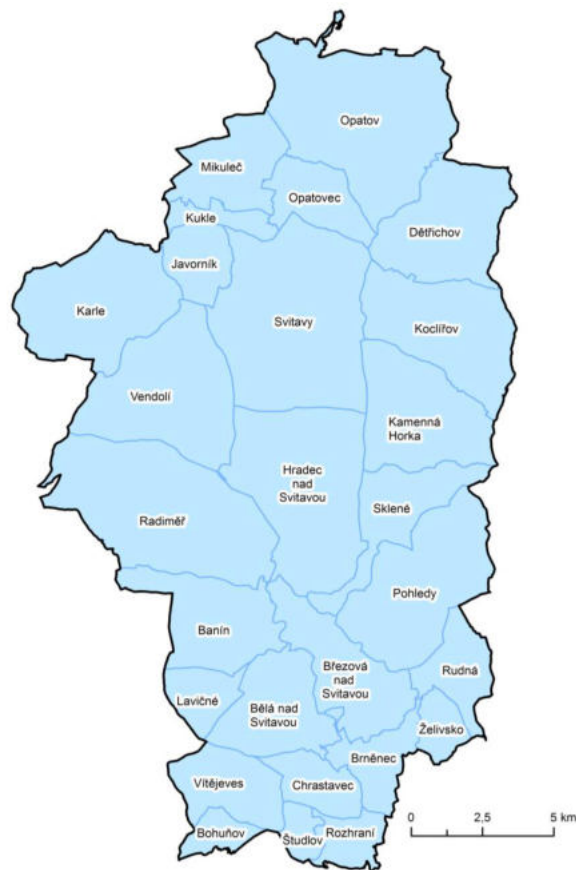 Opatov
Mikuleč
Opatovec
Kukle
Dětřichov
Javorník
Karle
Svitavy
Koclířov
Vendolí
Kamenná
Horka
Hradec
nad
Svitavou
Sklené
Radiměř
Pohledy
Banín
Březová
nad
Svitavou
Rudná
Lavičné
Bělá nad
Svitavou
Želivsko
Brněnec
Vítějeves
Chrastavec
Bohuňov
Študlov
Rozhraní
0 2,5 5 km